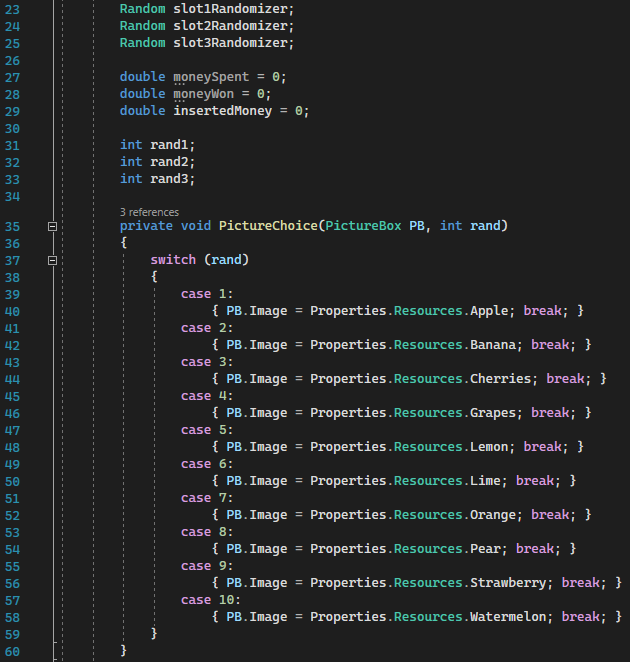 23 Random slot1Randomizer;
24 Random slot2Randomizer;
25 Random slot3Randomizer;
26
27 double moneySpent = 0;
28 double moneyWon = 0;
29 double insertedMoney = 0;
30
31 int rand1;
32 int rand2;
33 int rand3;
34
3 references
35 private void PictureChoice(PictureBox PB, int rand)
36 {
37 switch (rand)
38 {
39 case 1:
40 { PB.Image = Properties.Resources.Apple; break; }
41 case 2:
42 { PB.Image = Properties.Resources.Banana; break; }
43 case 3:
44 { PB.Image = Properties.Resources.Cherries; break; }
45 case 4:
46 { PB.Image = Properties.Resources.Grapes; break; }
47 case 5:
48 { PB.Image = Properties.Resources.Lemon; break; }
49 case 6:
50 { PB.Image = Properties.Resources.Lime; break; }
51 case 7:
52 { PB.Image = Properties.Resources.Orange; break; }
53 case 8:
54 { PB.Image = Properties.Resources.Pear; break; }
55 case 9:
56 { PB.Image = Properties.Resources.Strawberry; break; }
57 case 10:
58 { PB.Image = Properties.Resources.Watermelon; break; }
59 }
60 }